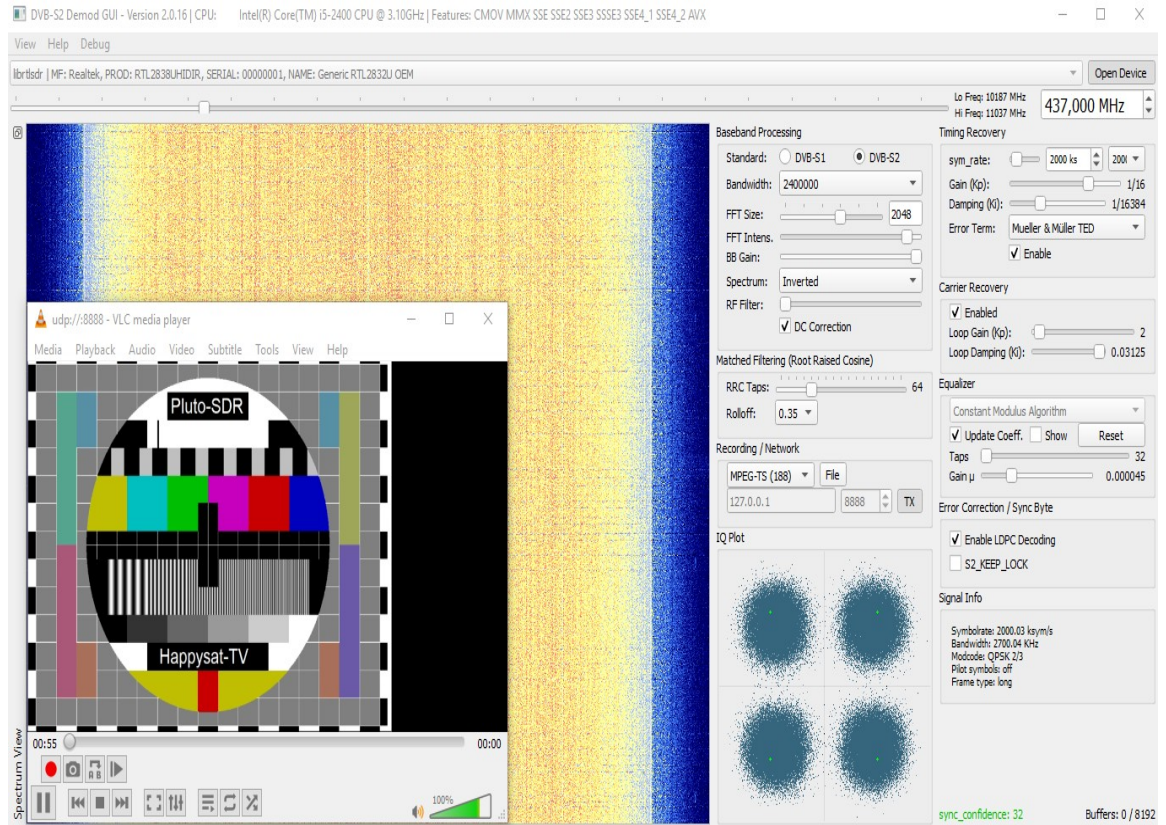 DVB-S2 Demod GUI - Version 2.0.16 | CPU: Intel(R) Core(TM) i5-2400 CPU @ 3.10GHz | Features: CMOV MMX SSE SSE2 SSE3 SSSE3 SSE4_1 SSE4_2 AVX
View Help Debug
librtlsdr | MF: Realtek, PROD: RTL2838UHIDIR, SERIAL: 00000001, NAME: Generic RTL2832U OEM
Open Device
Lo Freq: 10187 MHz
Hi Freq: 11037 MHz
437,000 MHz
Spectrum View
Baseband Processing
Standard: DVB-S1 DVB-S2
Bandwidth: 2400000
FFT Size: 2048
FFT Intens.
BB Gain:
Spectrum: Inverted
RF Filter:
DC Correction
Matched Filtering (Root Raised Cosine)
RRC Taps: 64
Rolloff: 0.35
Recording / Network
MPEG-TS (188) File
127.0.0.1 8888 TX
IQ Plot
Timing Recovery
sym_rate: 2000 ks 200
Gain (Kp): 1/16
Damping (Ki): 1/16384
Error Term: Mueller & Müller TED
Enable
Carrier Recovery
Enabled
Loop Gain (Kp): 2
Loop Damping (Ki): 0.03125
Equalizer
Constant Modulus Algorithm
Update Coeff. Show Reset
Taps 32
Gain µ 0.000045
Error Correction / Sync Byte
Enable LDPC Decoding
S2_KEEP_LOCK
Signal Info
Symbolrate: 2000.03 ksym/s
Bandwidth: 2700.04 KHz
Modcode: QPSK 2/3
Pilot symbols: off
Frame type: long
sync_confidence: 32
Buffers: 0 / 8192
udp://:8888 - VLC media player
Media Playback Audio Video Subtitle Tools View Help
Pluto-SDR
Happysat-TV
00:55 00:00
A B
100%